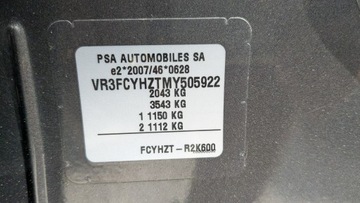 PSA AUTOMOBILES SA
e2*2007/46*0628
VR3FCYHZTMY505922
2043 KG
3543 KG
1 1150 KG
2 1112 KG
FCYHZT-R2K600